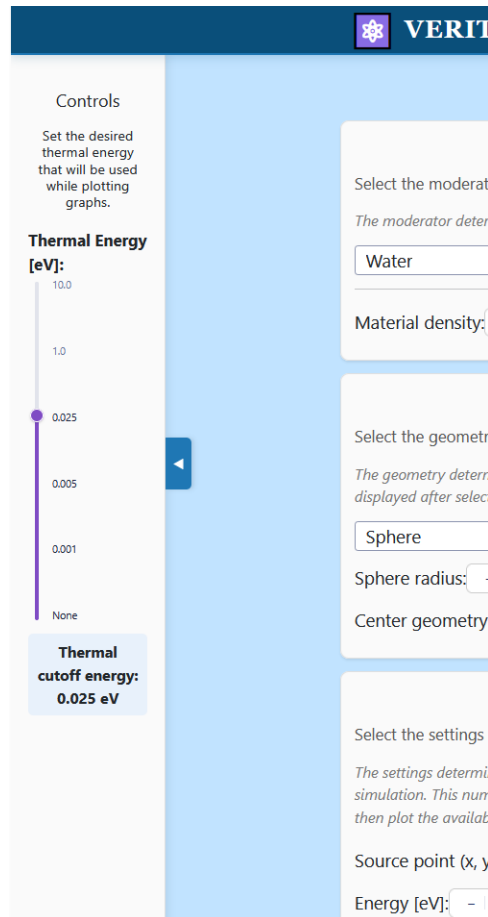 VERIT
Controls
Set the desired
thermal energy
that will be used
while plotting
graphs.
Thermal Energy
[eV]:
10.0
1.0
0.025
0.005
0.001
None
Thermal
cutoff energy:
0.025 eV
Select the moderat
The moderator deter
Water
Material density:
Select the geometr
The geometry determ
displayed after select
Sphere
Sphere radius: -
Center geometry
Select the settings
The settings determi
simulation. This num
then plot the availab
Source point (x, y
Energy [eV]: -